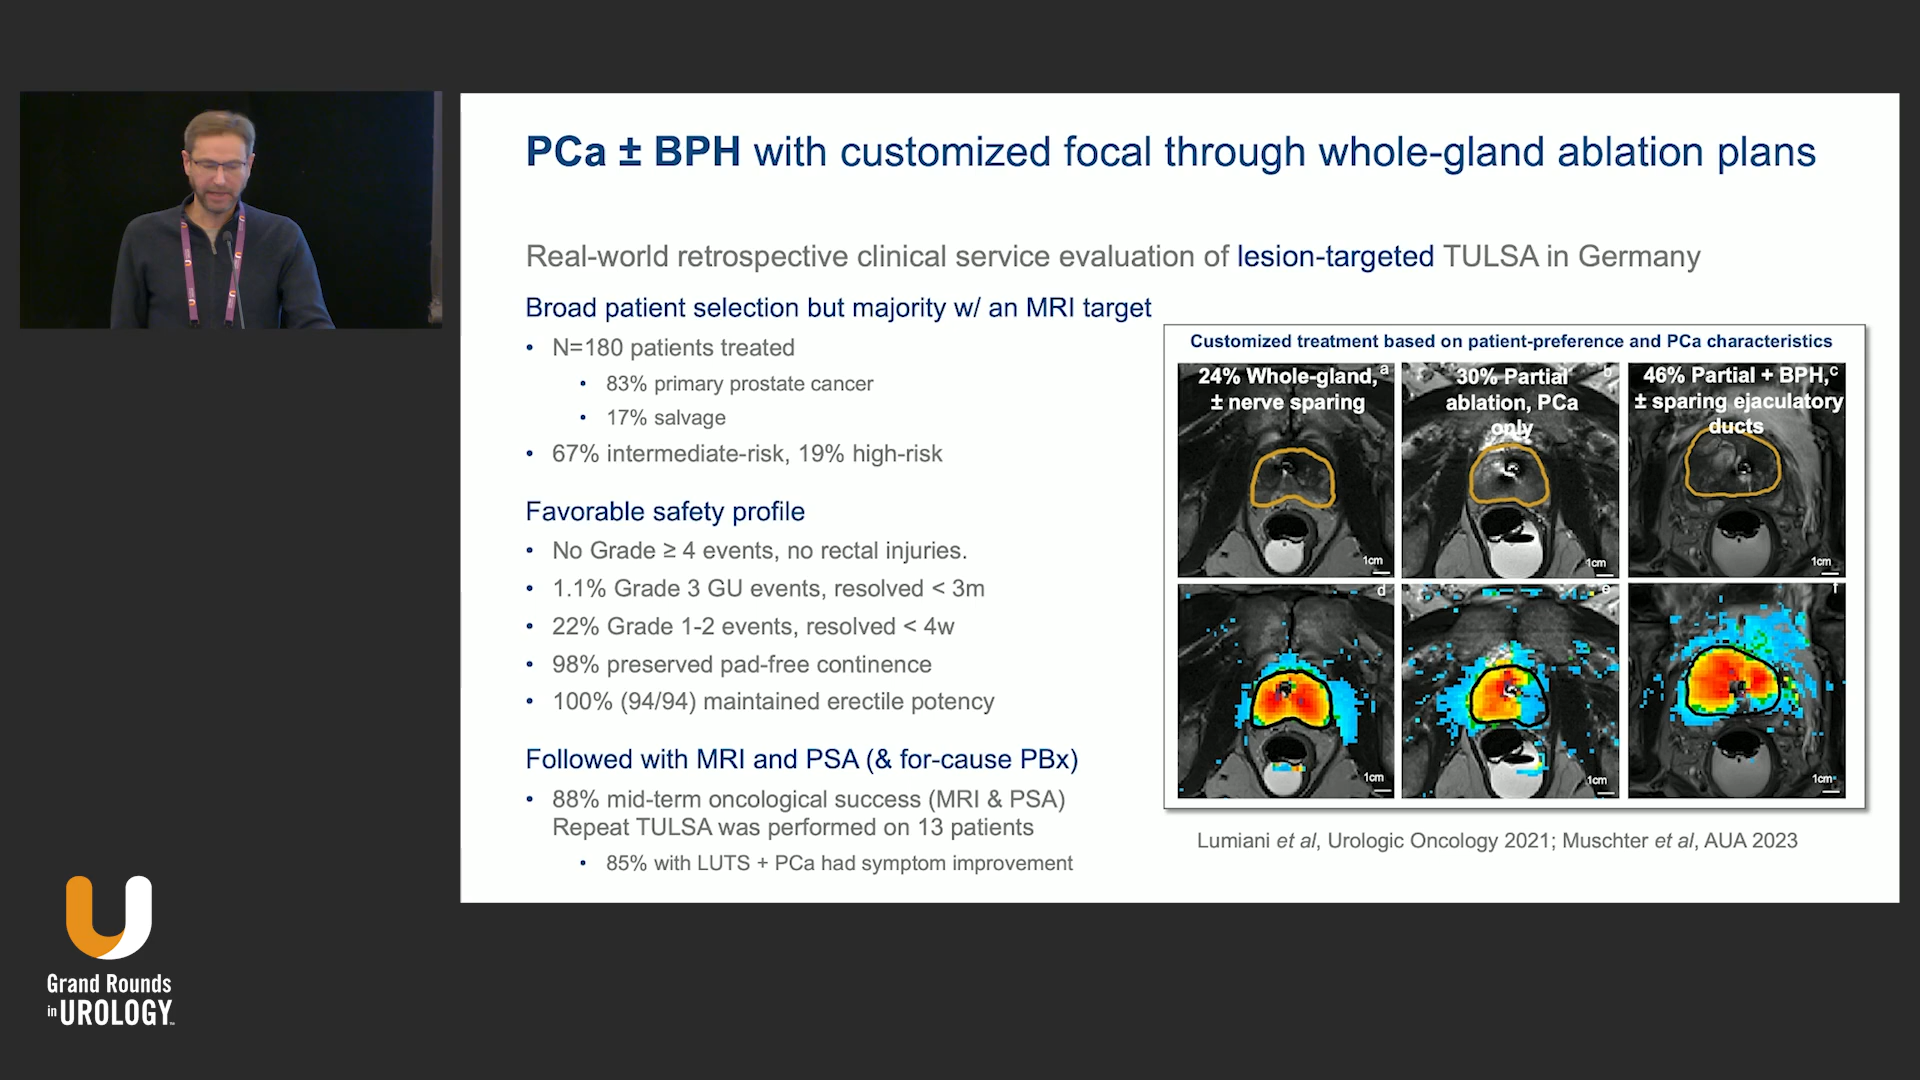 PCa ± BPH with customized focal through whole-gland ablation plans
Real-world retrospective clinical service evaluation of lesion-targeted TULSA in Germany
Broad patient selection but majority w/ an MRI target
• N=180 patients treated
• 83% primary prostate cancer
• 17% salvage
• 67% intermediate-risk, 19% high-risk
Favorable safety profile
• No Grade ≥ 4 events, no rectal injuries.
• 1.1% Grade 3 GU events, resolved < 3m
• 22% Grade 1-2 events, resolved < 4w
• 98% preserved pad-free continence
• 100% (94/94) maintained erectile potency
Followed with MRI and PSA (& for-cause PBx)
• 88% mid-term oncological success (MRI & PSA)
Repeat TULSA was performed on 13 patients
• 85% with LUTS + PCa had symptom improvement
Customized treatment based on patient-preference and PCa characteristics
24% Whole-gland, a
± nerve sparing
1cm
30% Partial b
ablation, PCa
only
1cm
46% Partial + BPH, c
± sparing ejaculatory
ducts
1cm
d
1cm
e
1cm
f
1cm
Lumiani et al, Urologic Oncology 2021; Muschter et al, AUA 2023
Grand Rounds
in UROLOGY™